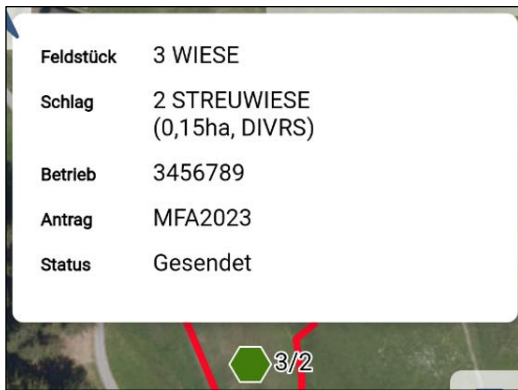 Feldstück 3 WIESE
Schlag 2 STREUWIESE
(0,15ha, DIVRS)
Betrieb 3456789
Antrag MFA2023
Status Gesendet
3/2